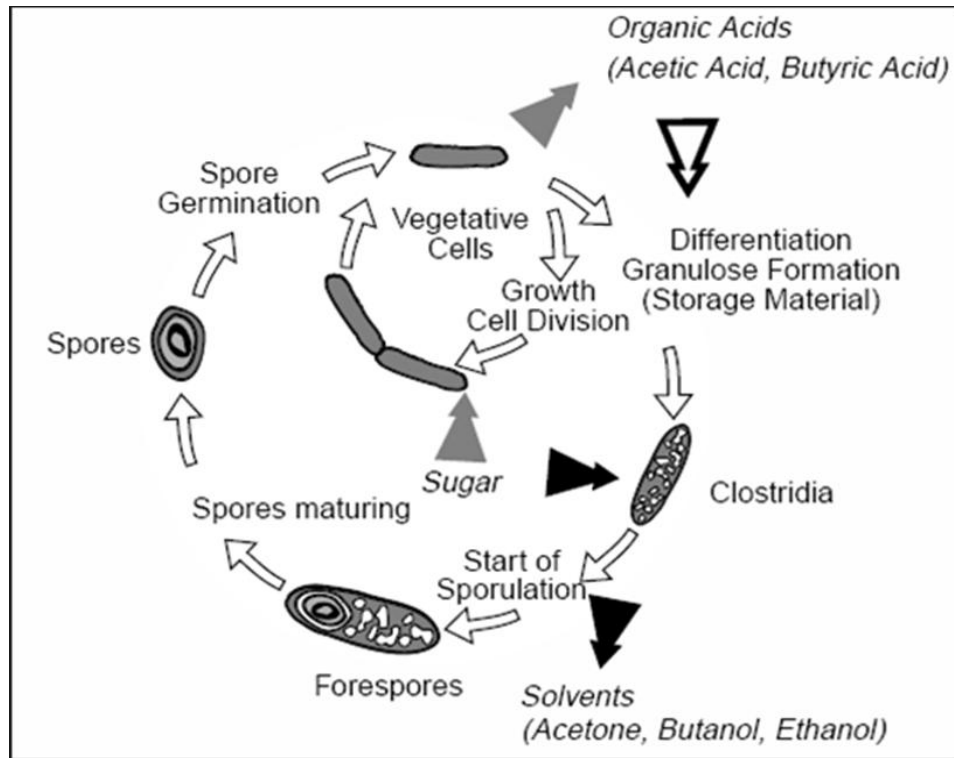 Organic Acids
(Acetic Acid, Butyric Acid)
Spore
Germination
Vegetative
Cells
Differentiation
Granulose Formation
(Storage Material)
Growth
Cell Division
Spores
Sugar
Clostridia
Spores maturing
Start of
Sporulation
Forespores
Solvents
(Acetone, Butanol, Ethanol)